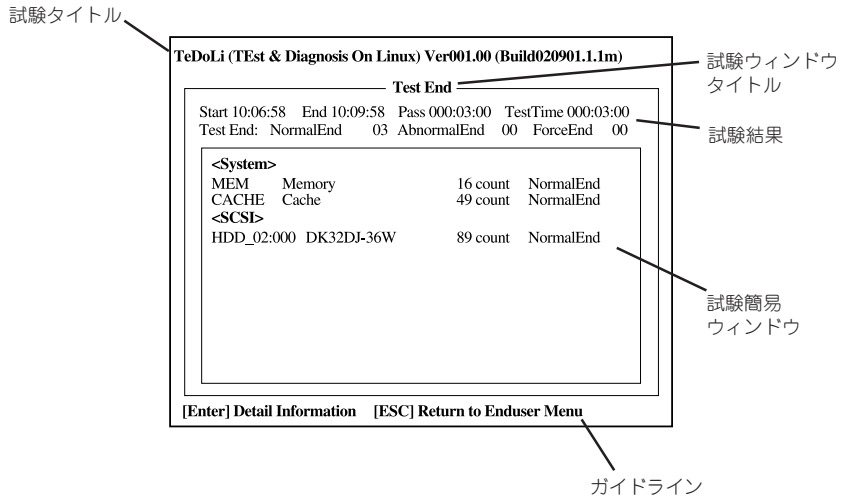 試験タイトル
TeDoLi (TEst & Diagnosis On Linux) Ver001.00 (Build020901.1.1m)
試験ウィンドウ
タイトル
Test End
Start 10:06:58 End 10:09:58 Pass 000:03:00 TestTime 000:03:00
Test End: NormalEnd 03 AbnormalEnd 00 ForceEnd 00
試験結果
<System>
MEM Memory 16 count NormalEnd
CACHE Cache 49 count NormalEnd
<SCSI>
HDD_02:000 DK32DJ-36W 89 count NormalEnd
試験簡易
ウィンドウ
[Enter] Detail Information [ESC] Return to Enduser Menu
ガイドライン